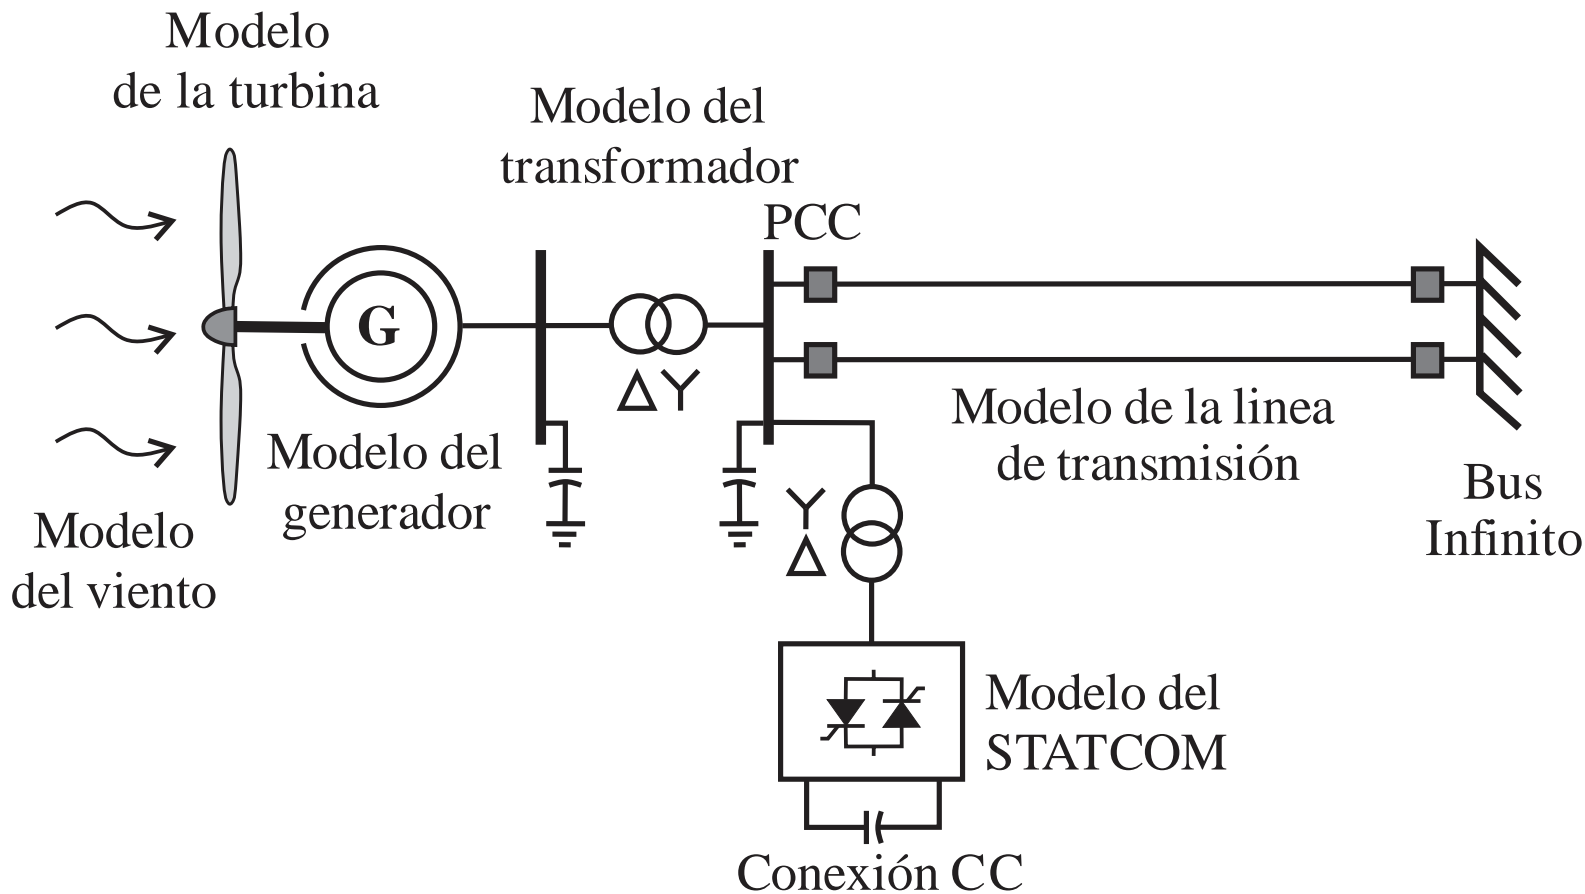 Modelo
de la turbina
Modelo del
transformador
PCC
G
Δ Y
Modelo del
generador
Modelo
del viento
Modelo de la linea
de transmisión
Bus
Infinito
Y
Δ
Modelo del
STATCOM
Conexión CC